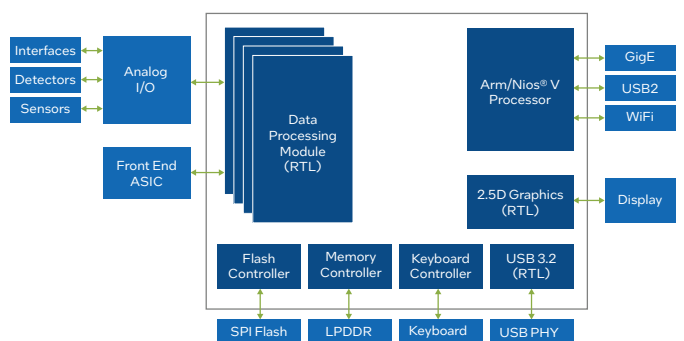 Interfaces
Detectors
Sensors
Analog
I/O
Front End
ASIC
Data
Processing
Module
(RTL)
Arm/Nios® V
Processor
GigE
USB2
WiFi
2.5D Graphics
(RTL)
Display
Flash
Controller
Memory
Controller
Keyboard
Controller
USB 3.2
(RTL)
SPI Flash
LPDDR
Keyboard
USB PHY